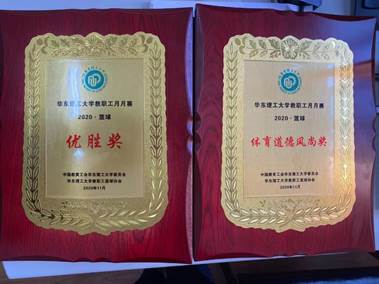 华东理工大学教职工月月赛
2020·篮球
优胜奖
中国教育工会华东理工大学委员会
华东理工大学教职工篮球协会
2020年11月
华东理工大学教职工月月赛
2020·篮球
体育道德风尚奖
中国教育工会华东理工大学委员会
华东理工大学教职工篮球协会
2020年11月